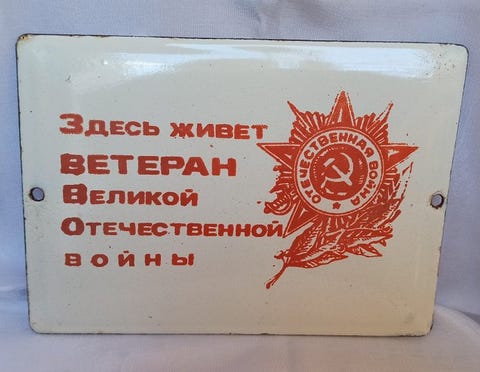 Здесь живет
ВЕТЕРАН
Великой
Отечественной
войны
ОТЕЧЕСТВЕННАЯ ВОЙНА